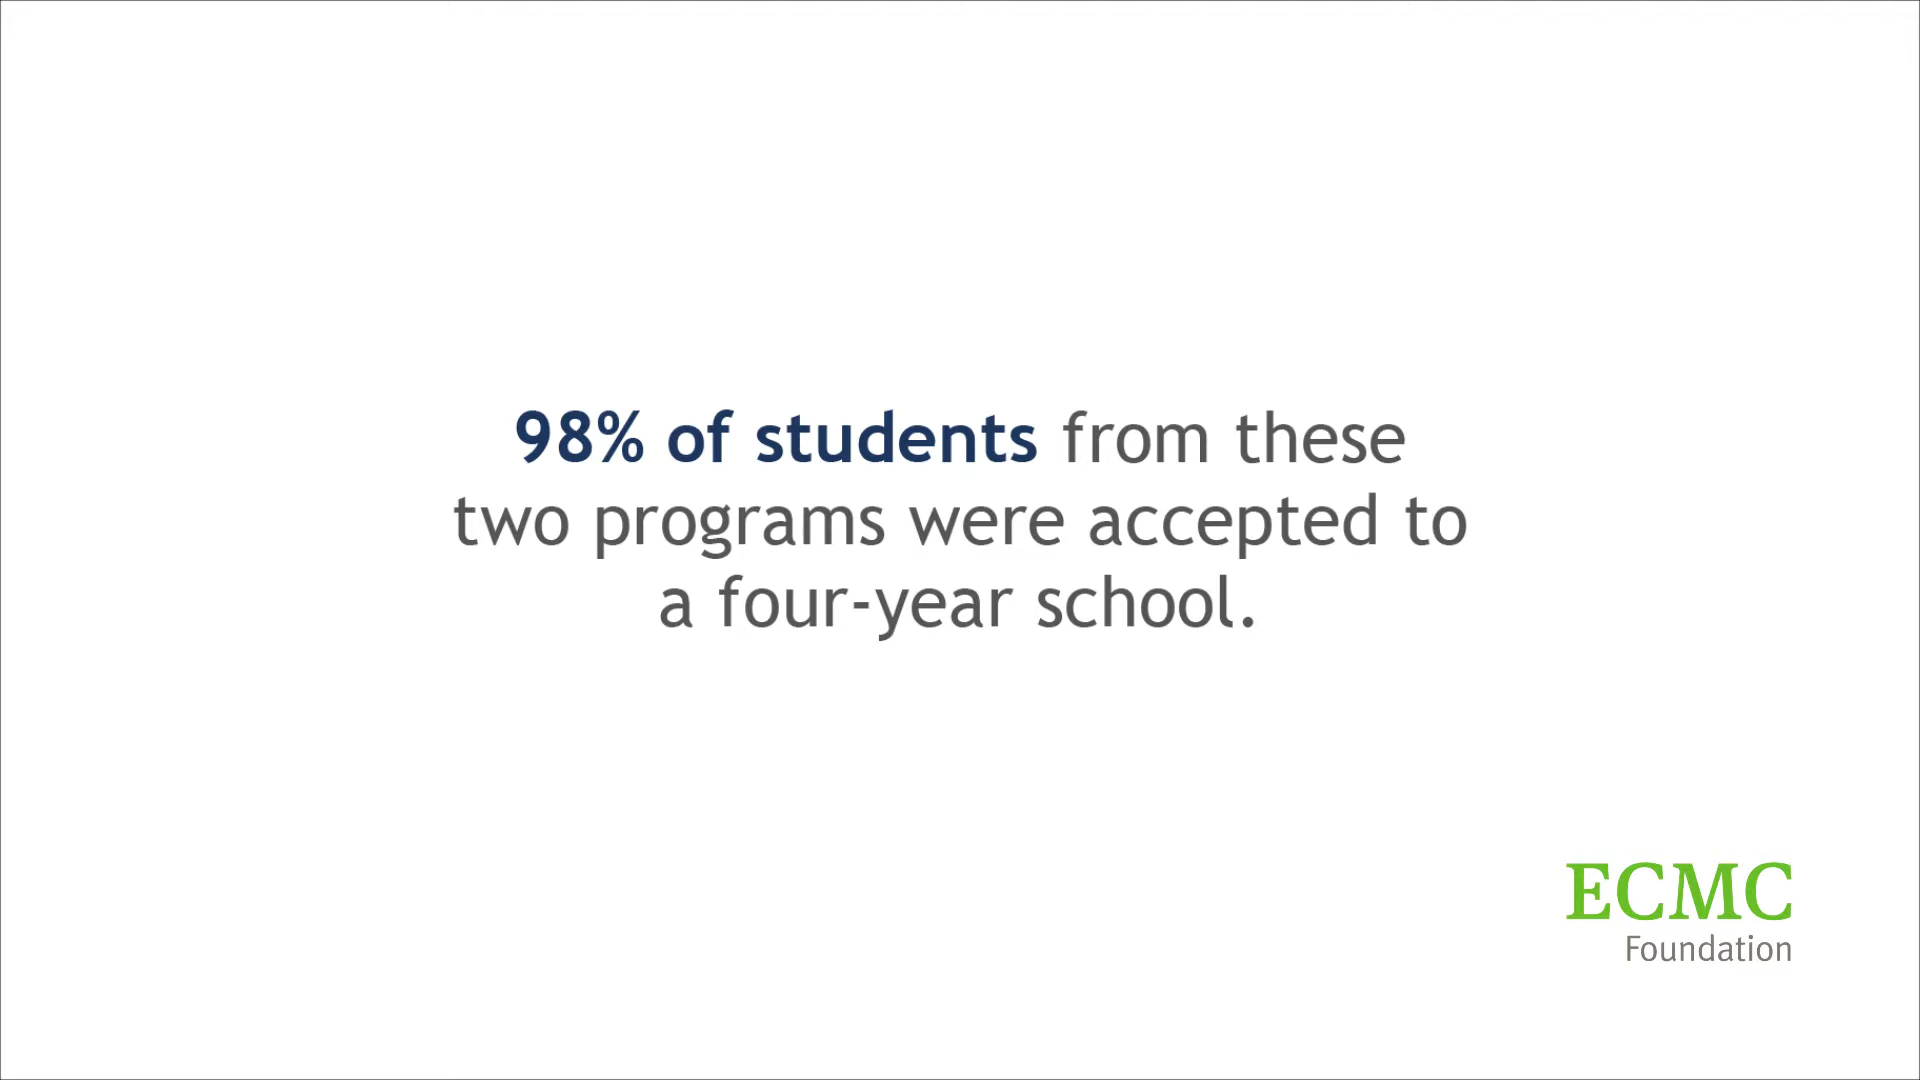 98% of students from these
two programs were accepted to
a four-year school.
ECMC
Foundation